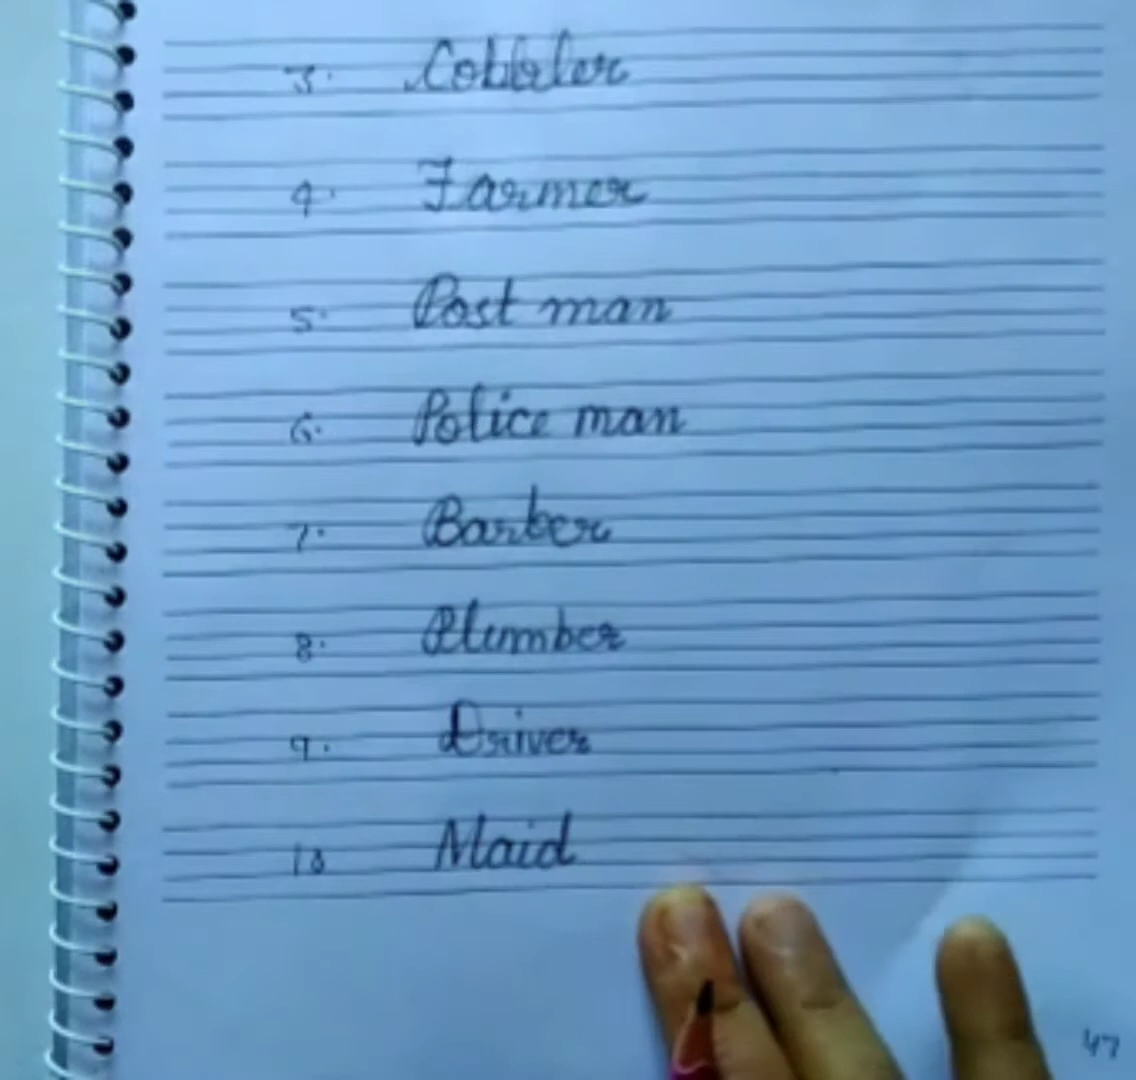 3. Cobbler
4. Farmer
5. Post man
6. Police man
7. Barber
8. Plumber
9. Driver
10 Maid
47